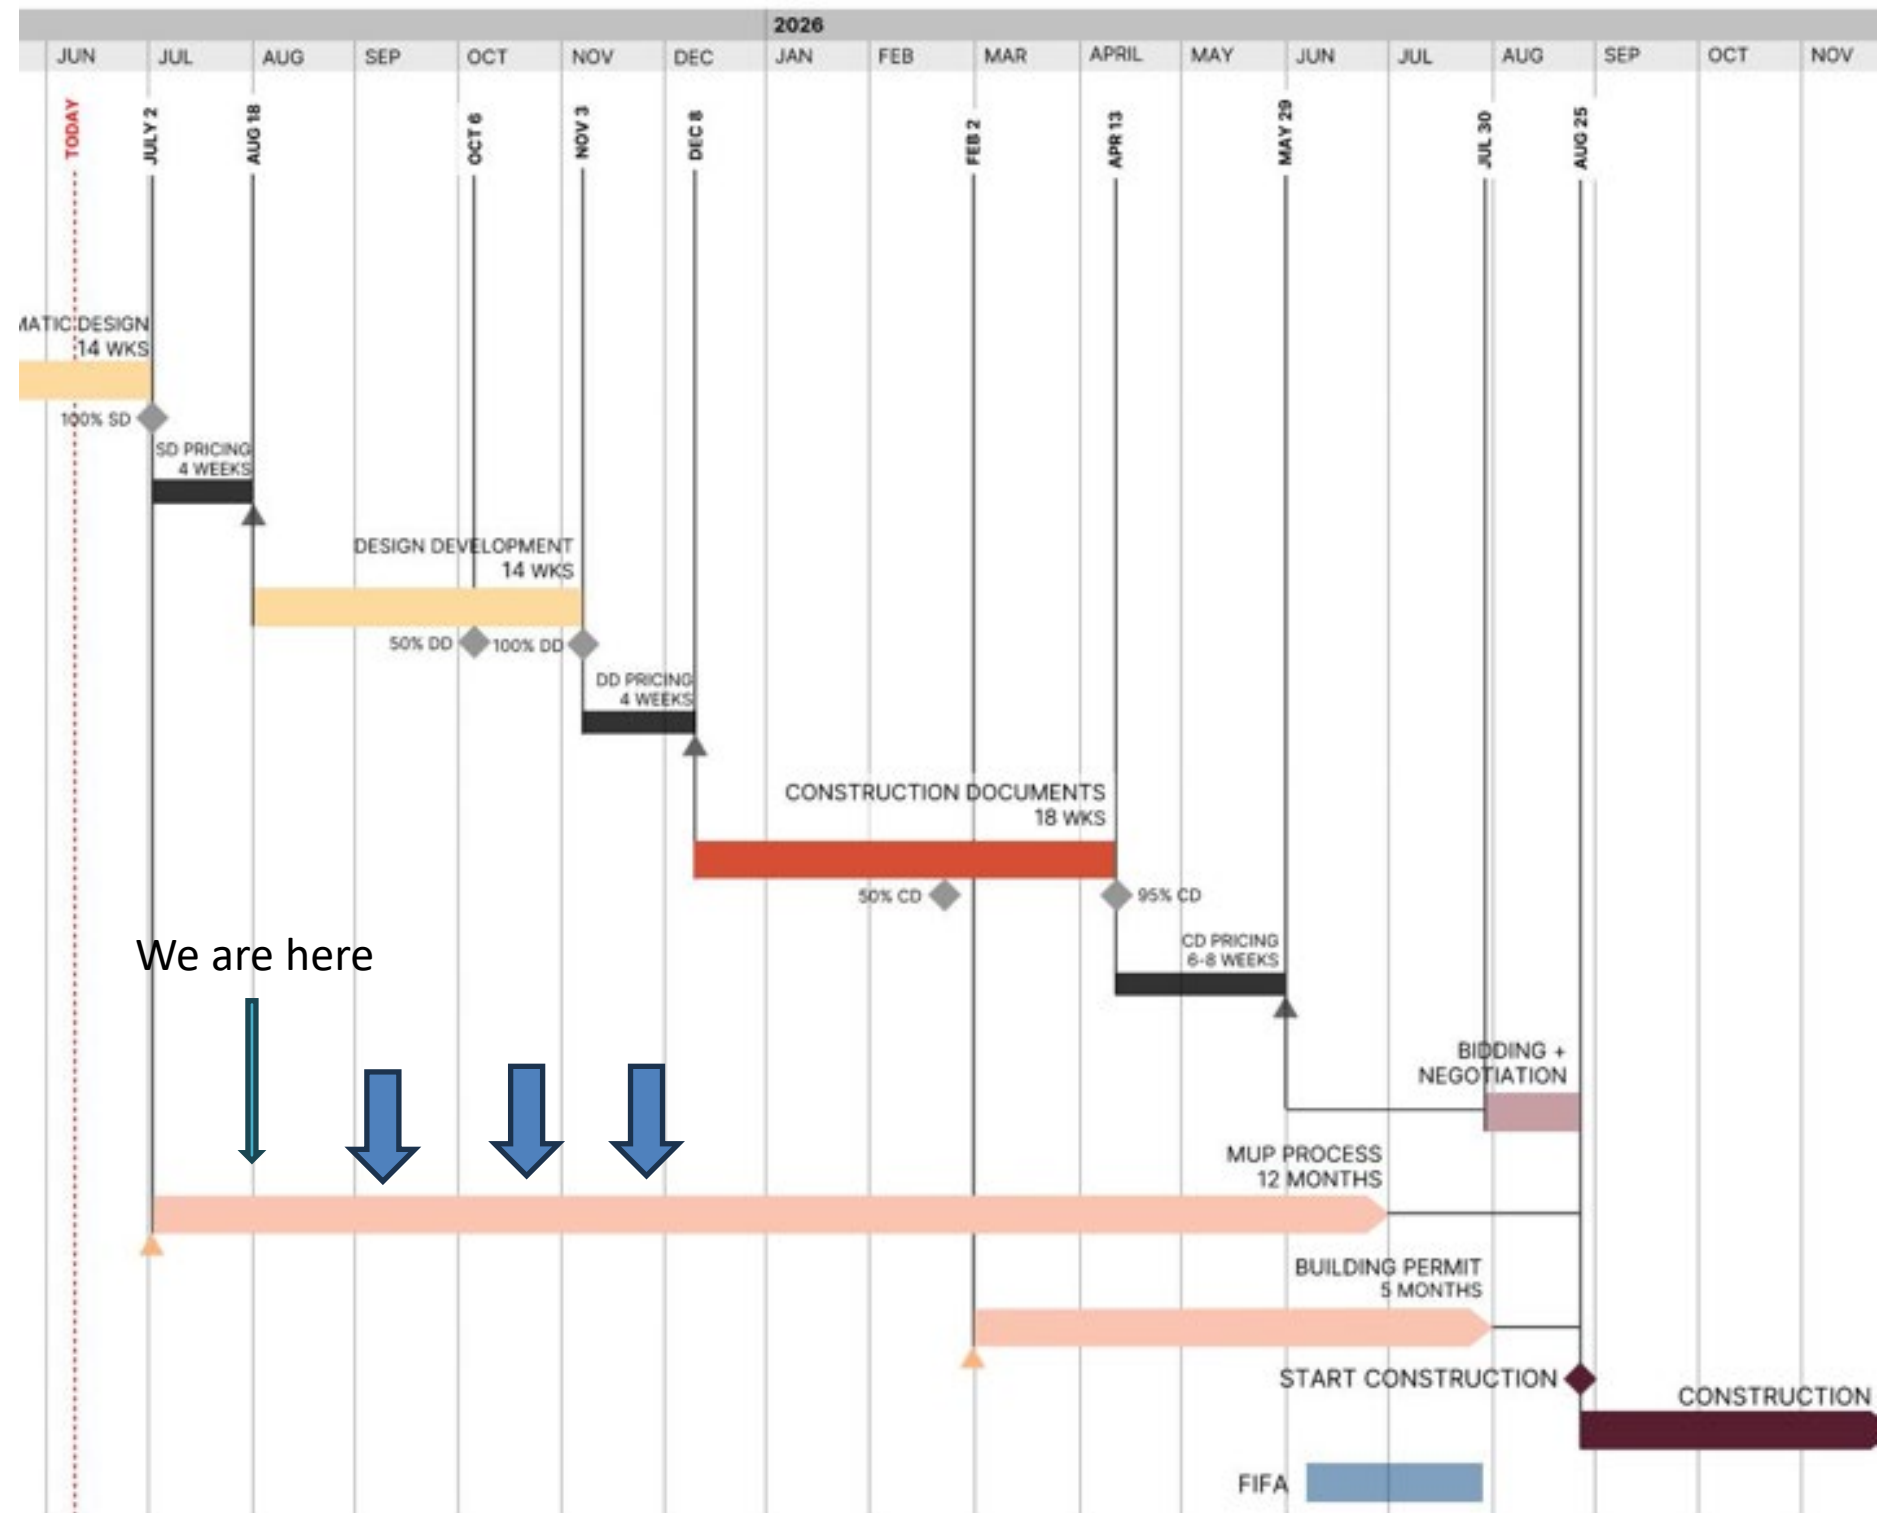 2026
JUN JUL AUG SEP OCT NOV DEC JAN FEB MAR APRIL MAY JUN JUL AUG SEP OCT NOV
TODAY
JULY 2
AUG 18
OCT 6
NOV 3
DEC 8
FEB 2
APR 13
MAY 29
JUL 30
AUG 25
MATIC DESIGN
14 WKS
100% SD
SD PRICING
4 WEEKS
DESIGN DEVELOPMENT
14 WKS
50% DD
100% DD
DD PRICING
4 WEEKS
CONSTRUCTION DOCUMENTS
18 WKS
50% CD
95% CD
CD PRICING
6-8 WEEKS
We are here
BIDDING +
NEGOTIATION
MUP PROCESS
12 MONTHS
BUILDING PERMIT
5 MONTHS
START CONSTRUCTION
CONSTRUCTION
FIFA